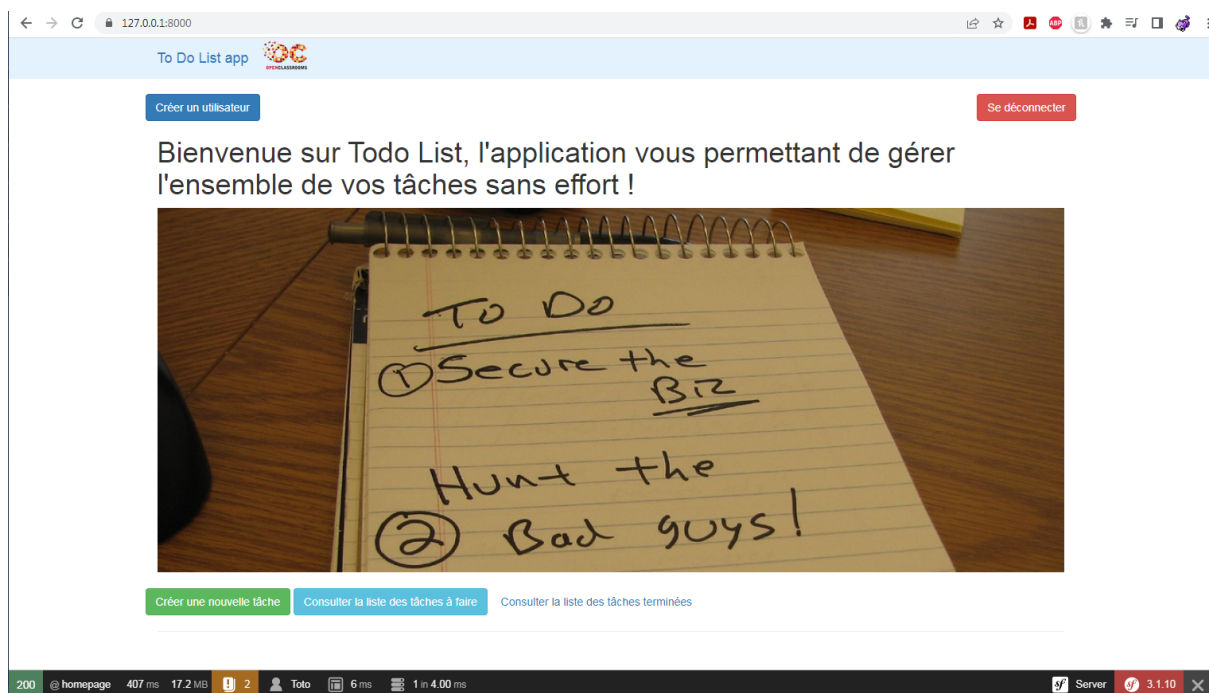 127.0.0.1:8000
To Do List app OC
OPENCLASSROOMS
Créer un utilisateur Se déconnecter
Bienvenue sur Todo List, l'application vous permettant de gérer
l'ensemble de vos tâches sans effort !
To Do
1 Secure the
Biz
Hunt the
2 Bad guys!
Créer une nouvelle tâche Consulter la liste des tâches à faire Consulter la liste des tâches terminées
200 @ homepage 407 ms 17.2 MB 2 Toto 6 ms 1 in 4.00 ms sf Server sf 3.1.10